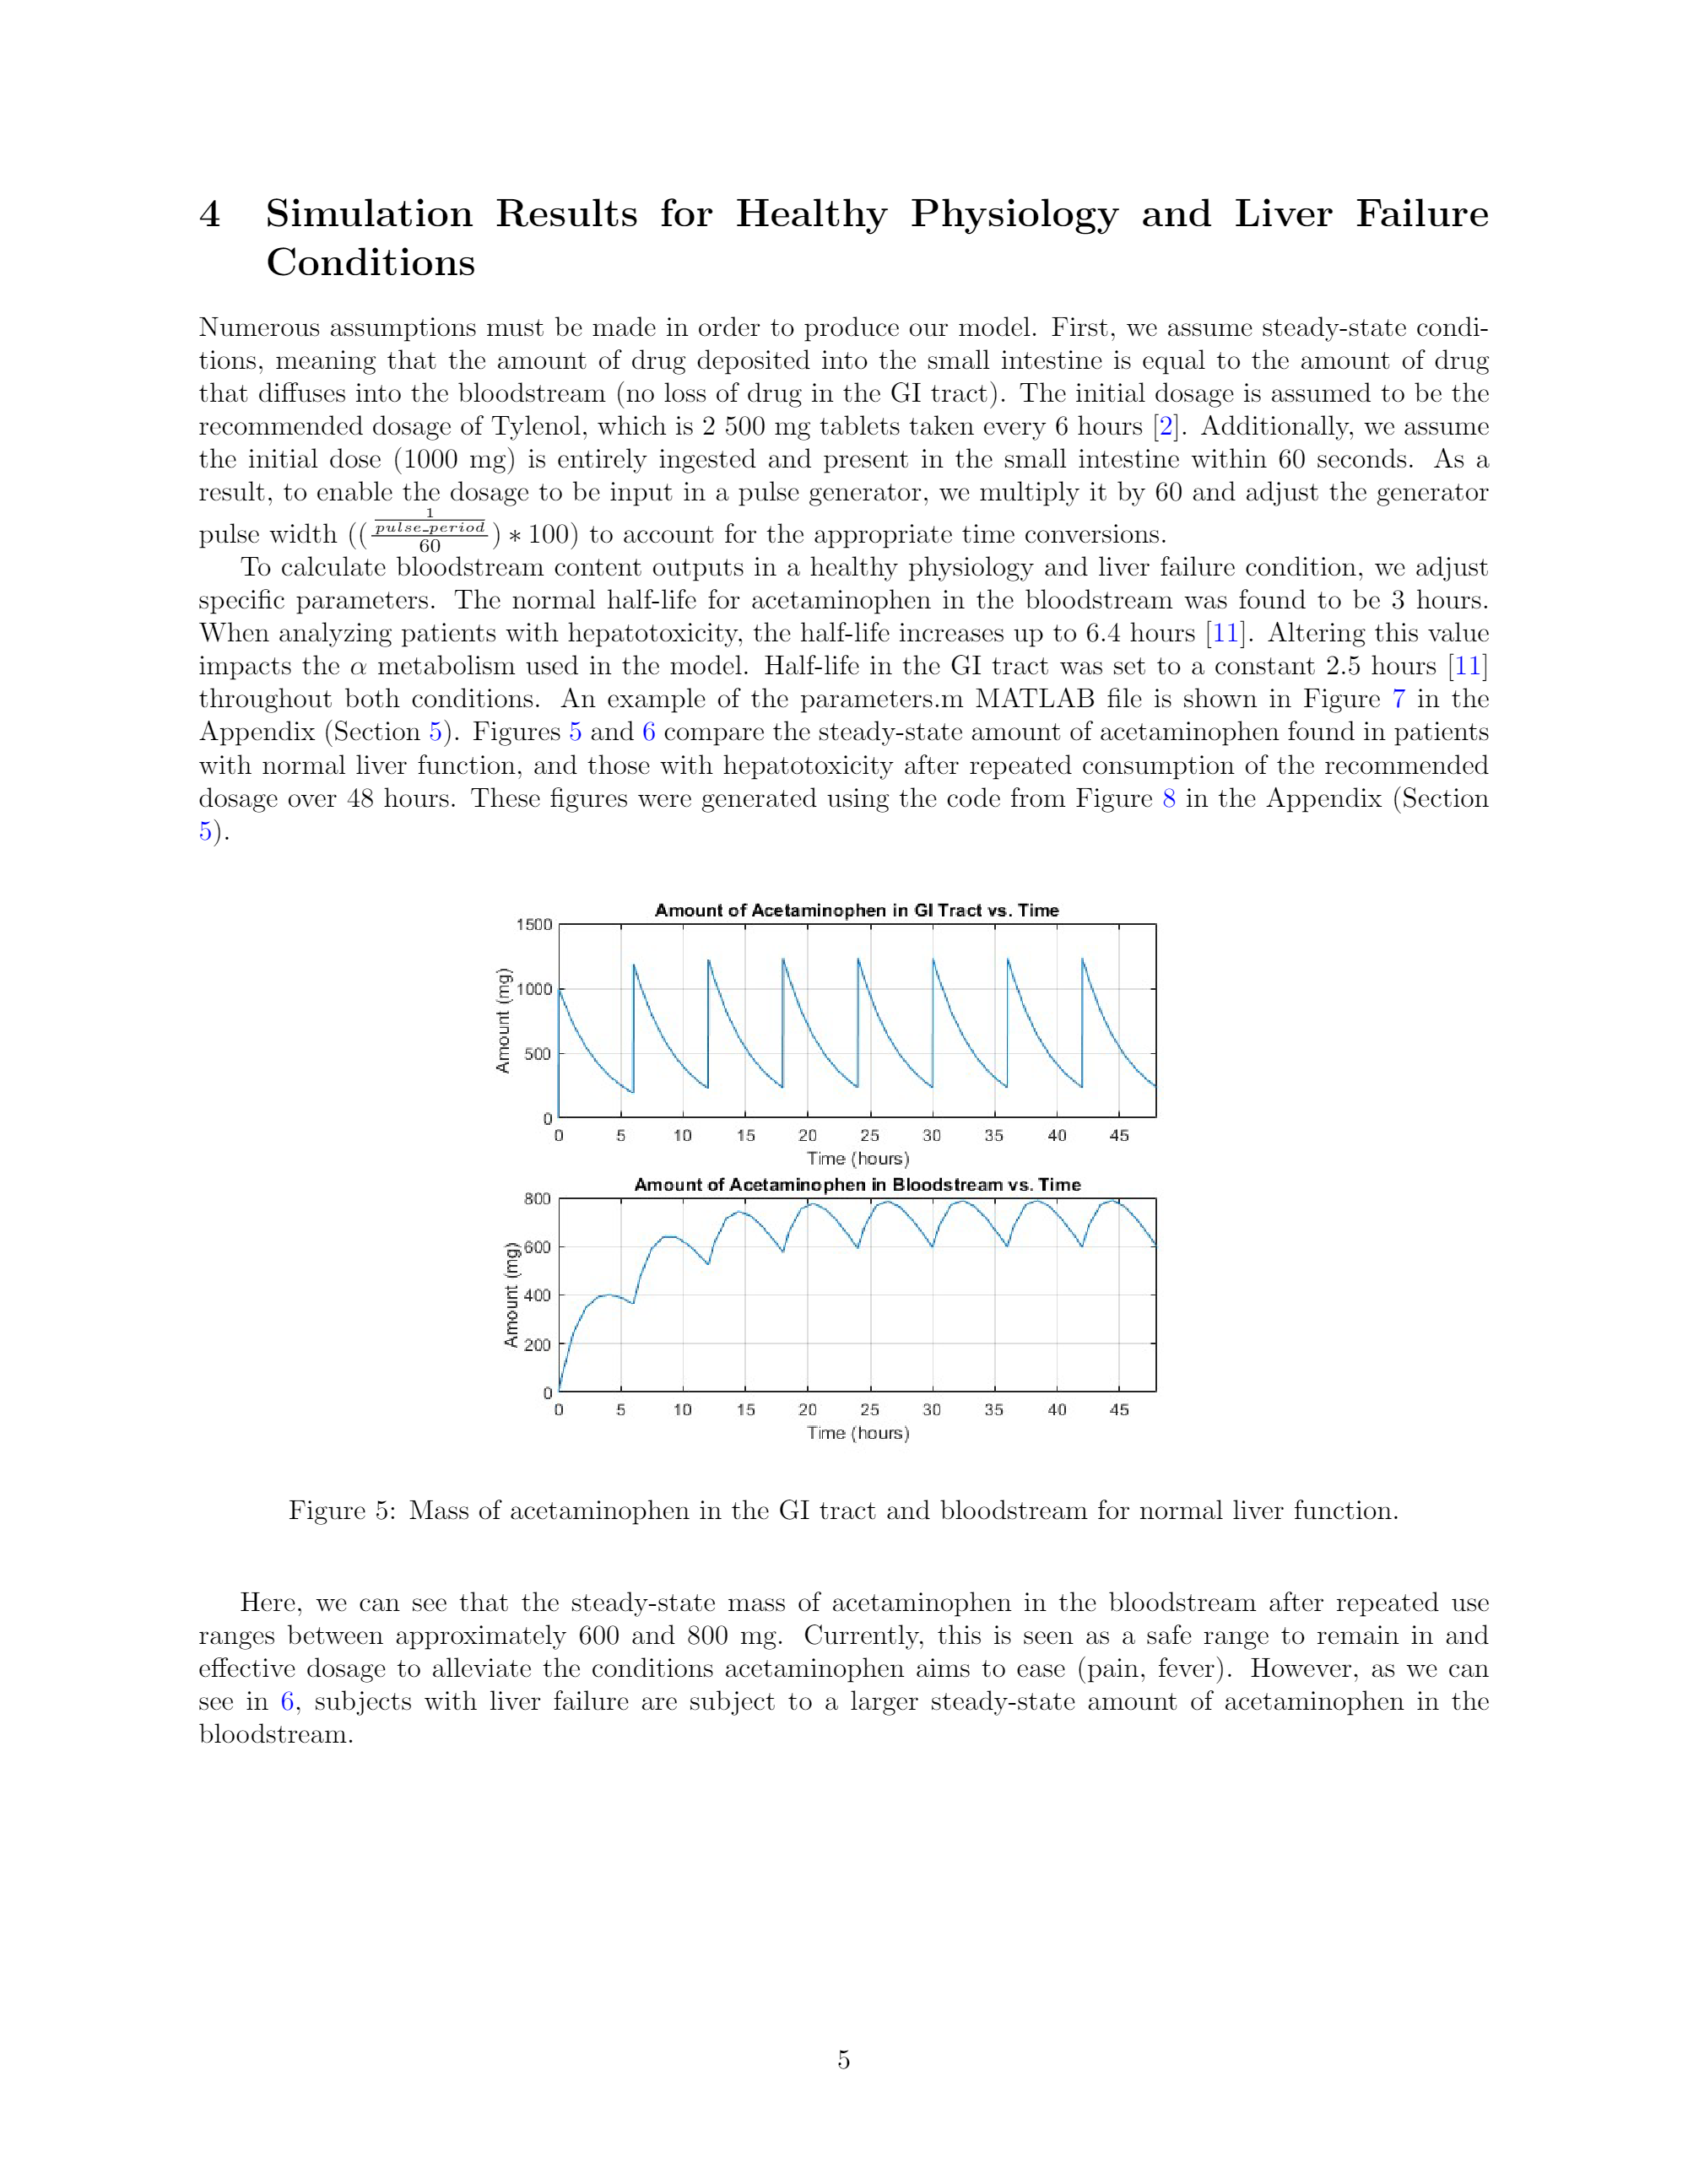 4 Simulation Results for Healthy Physiology and Liver Failure
Conditions
Numerous assumptions must be made in order to produce our model. First, we assume steady-state condi-
tions, meaning that the amount of drug deposited into the small intestine is equal to the amount of drug
that diffuses into the bloodstream (no loss of drug in the GI tract). The initial dosage is assumed to be the
recommended dosage of Tylenol, which is 2 500 mg tablets taken every 6 hours [2]. Additionally, we assume
the initial dose (1000 mg) is entirely ingested and present in the small intestine within 60 seconds. As a
result, to enable the dosage to be input in a pulse generator, we multiply it by 60 and adjust the generator
pulse width ((\frac{\frac{1}{pulse\_period}}{60}) * 100) to account for the appropriate time conversions.
To calculate bloodstream content outputs in a healthy physiology and liver failure condition, we adjust
specific parameters. The normal half-life for acetaminophen in the bloodstream was found to be 3 hours.
When analyzing patients with hepatotoxicity, the half-life increases up to 6.4 hours [11]. Altering this value
impacts the α metabolism used in the model. Half-life in the GI tract was set to a constant 2.5 hours [11]
throughout both conditions. An example of the parameters.m MATLAB file is shown in Figure 7 in the
Appendix (Section 5). Figures 5 and 6 compare the steady-state amount of acetaminophen found in patients
with normal liver function, and those with hepatotoxicity after repeated consumption of the recommended
dosage over 48 hours. These figures were generated using the code from Figure 8 in the Appendix (Section
5).
Amount of Acetaminophen in GI Tract vs. Time
1500
1000
500
0
Amount (mg)
0 5 10 15 20 25 30 35 40 45
Time (hours)
Amount of Acetaminophen in Bloodstream vs. Time
800
600
400
200
0
Amount (mg)
0 5 10 15 20 25 30 35 40 45
Time (hours)
Figure 5: Mass of acetaminophen in the GI tract and bloodstream for normal liver function.
Here, we can see that the steady-state mass of acetaminophen in the bloodstream after repeated use
ranges between approximately 600 and 800 mg. Currently, this is seen as a safe range to remain in and
effective dosage to alleviate the conditions acetaminophen aims to ease (pain, fever). However, as we can
see in 6, subjects with liver failure are subject to a larger steady-state amount of acetaminophen in the
bloodstream.
5